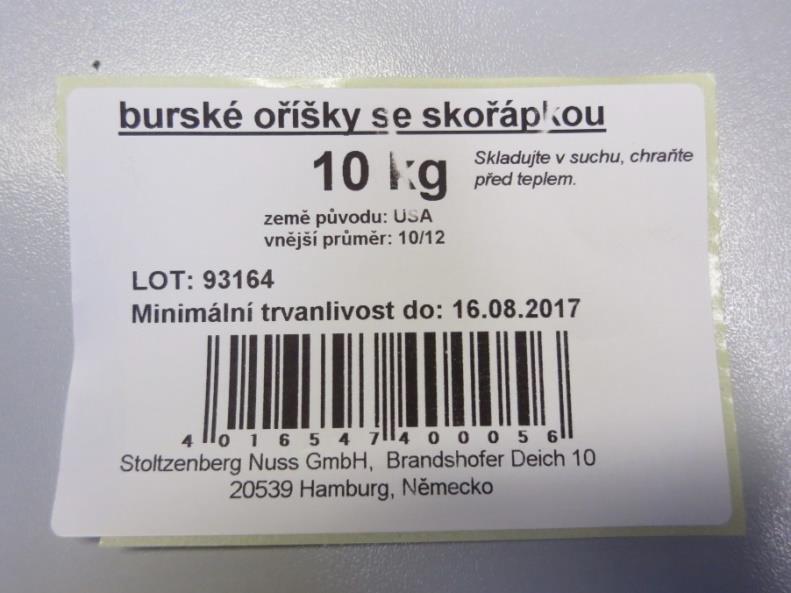 burské oříšky se skořápkou
10 kg
Skladujte v suchu, chraňte
před teplem.
země původu: USA
vnější průměr: 10/12
LOT: 93164
Minimální trvanlivost do: 16.08.2017
4 016547 400056
Stoltzenberg Nuss GmbH, Brandshofer Deich 10
20539 Hamburg, Německo